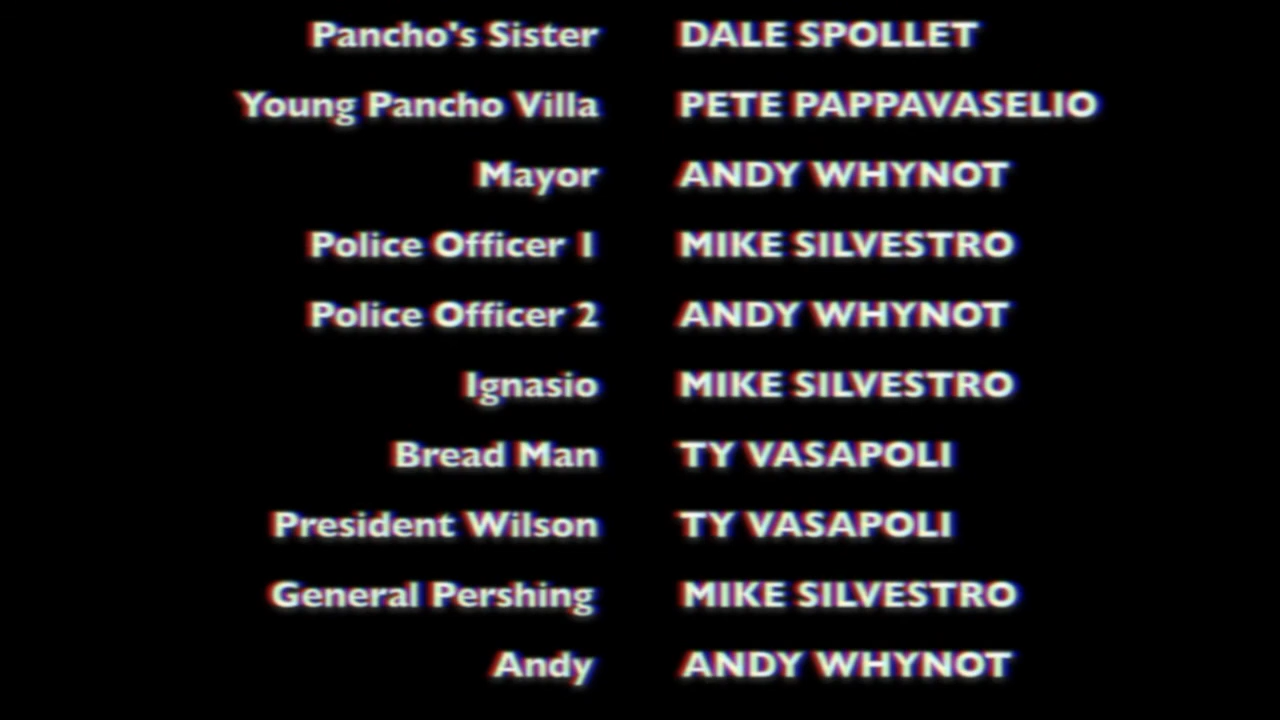 Pancho's Sister DALE SPOLLET
Young Pancho Villa PETE PAPPAVASELIO
Mayor ANDY WHYNOT
Police Officer 1 MIKE SILVESTRO
Police Officer 2 ANDY WHYNOT
Ignasio MIKE SILVESTRO
Bread Man TY VASAPOLI
President Wilson TY VASAPOLI
General Pershing MIKE SILVESTRO
Andy ANDY WHYNOT